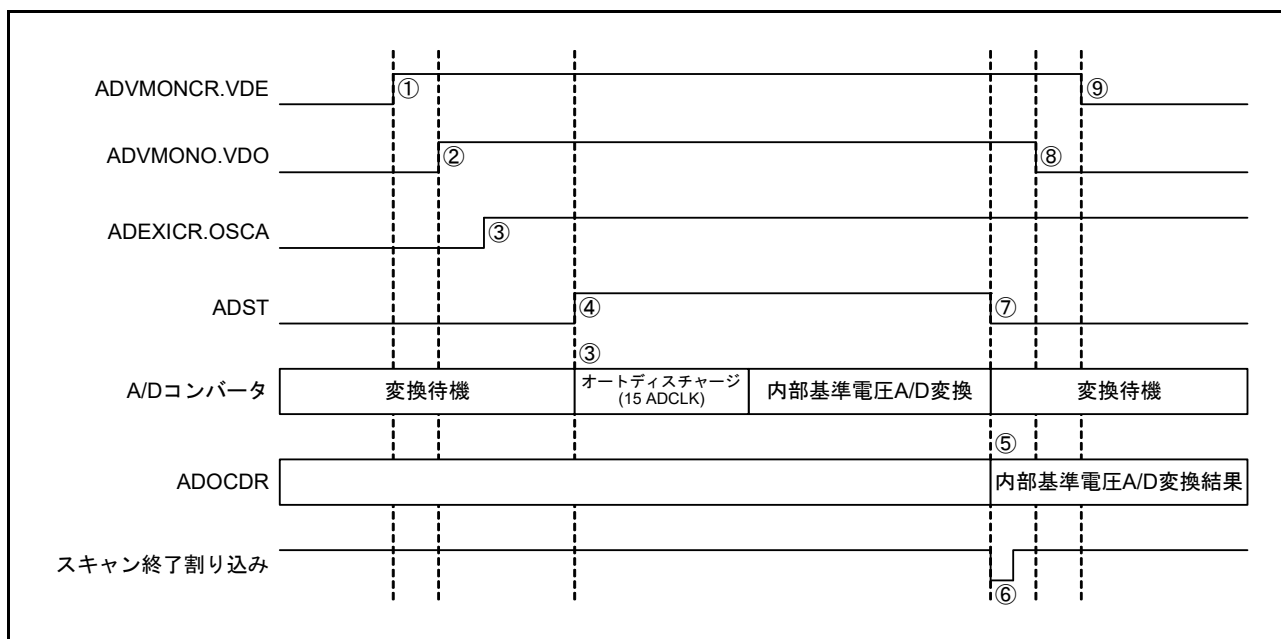 ADVMONCR.VDE
①
⑨
ADVMONO.VDO
②
⑧
ADEXICR.OSCA
③
ADST
④
⑦
③
A/Dコンバータ
変換待機
オートディスチャージ
(15 ADCLK)
内部基準電圧A/D変換
変換待機
⑤
ADOCDR
内部基準電圧A/D変換結果
スキャン終了割り込み
⑥